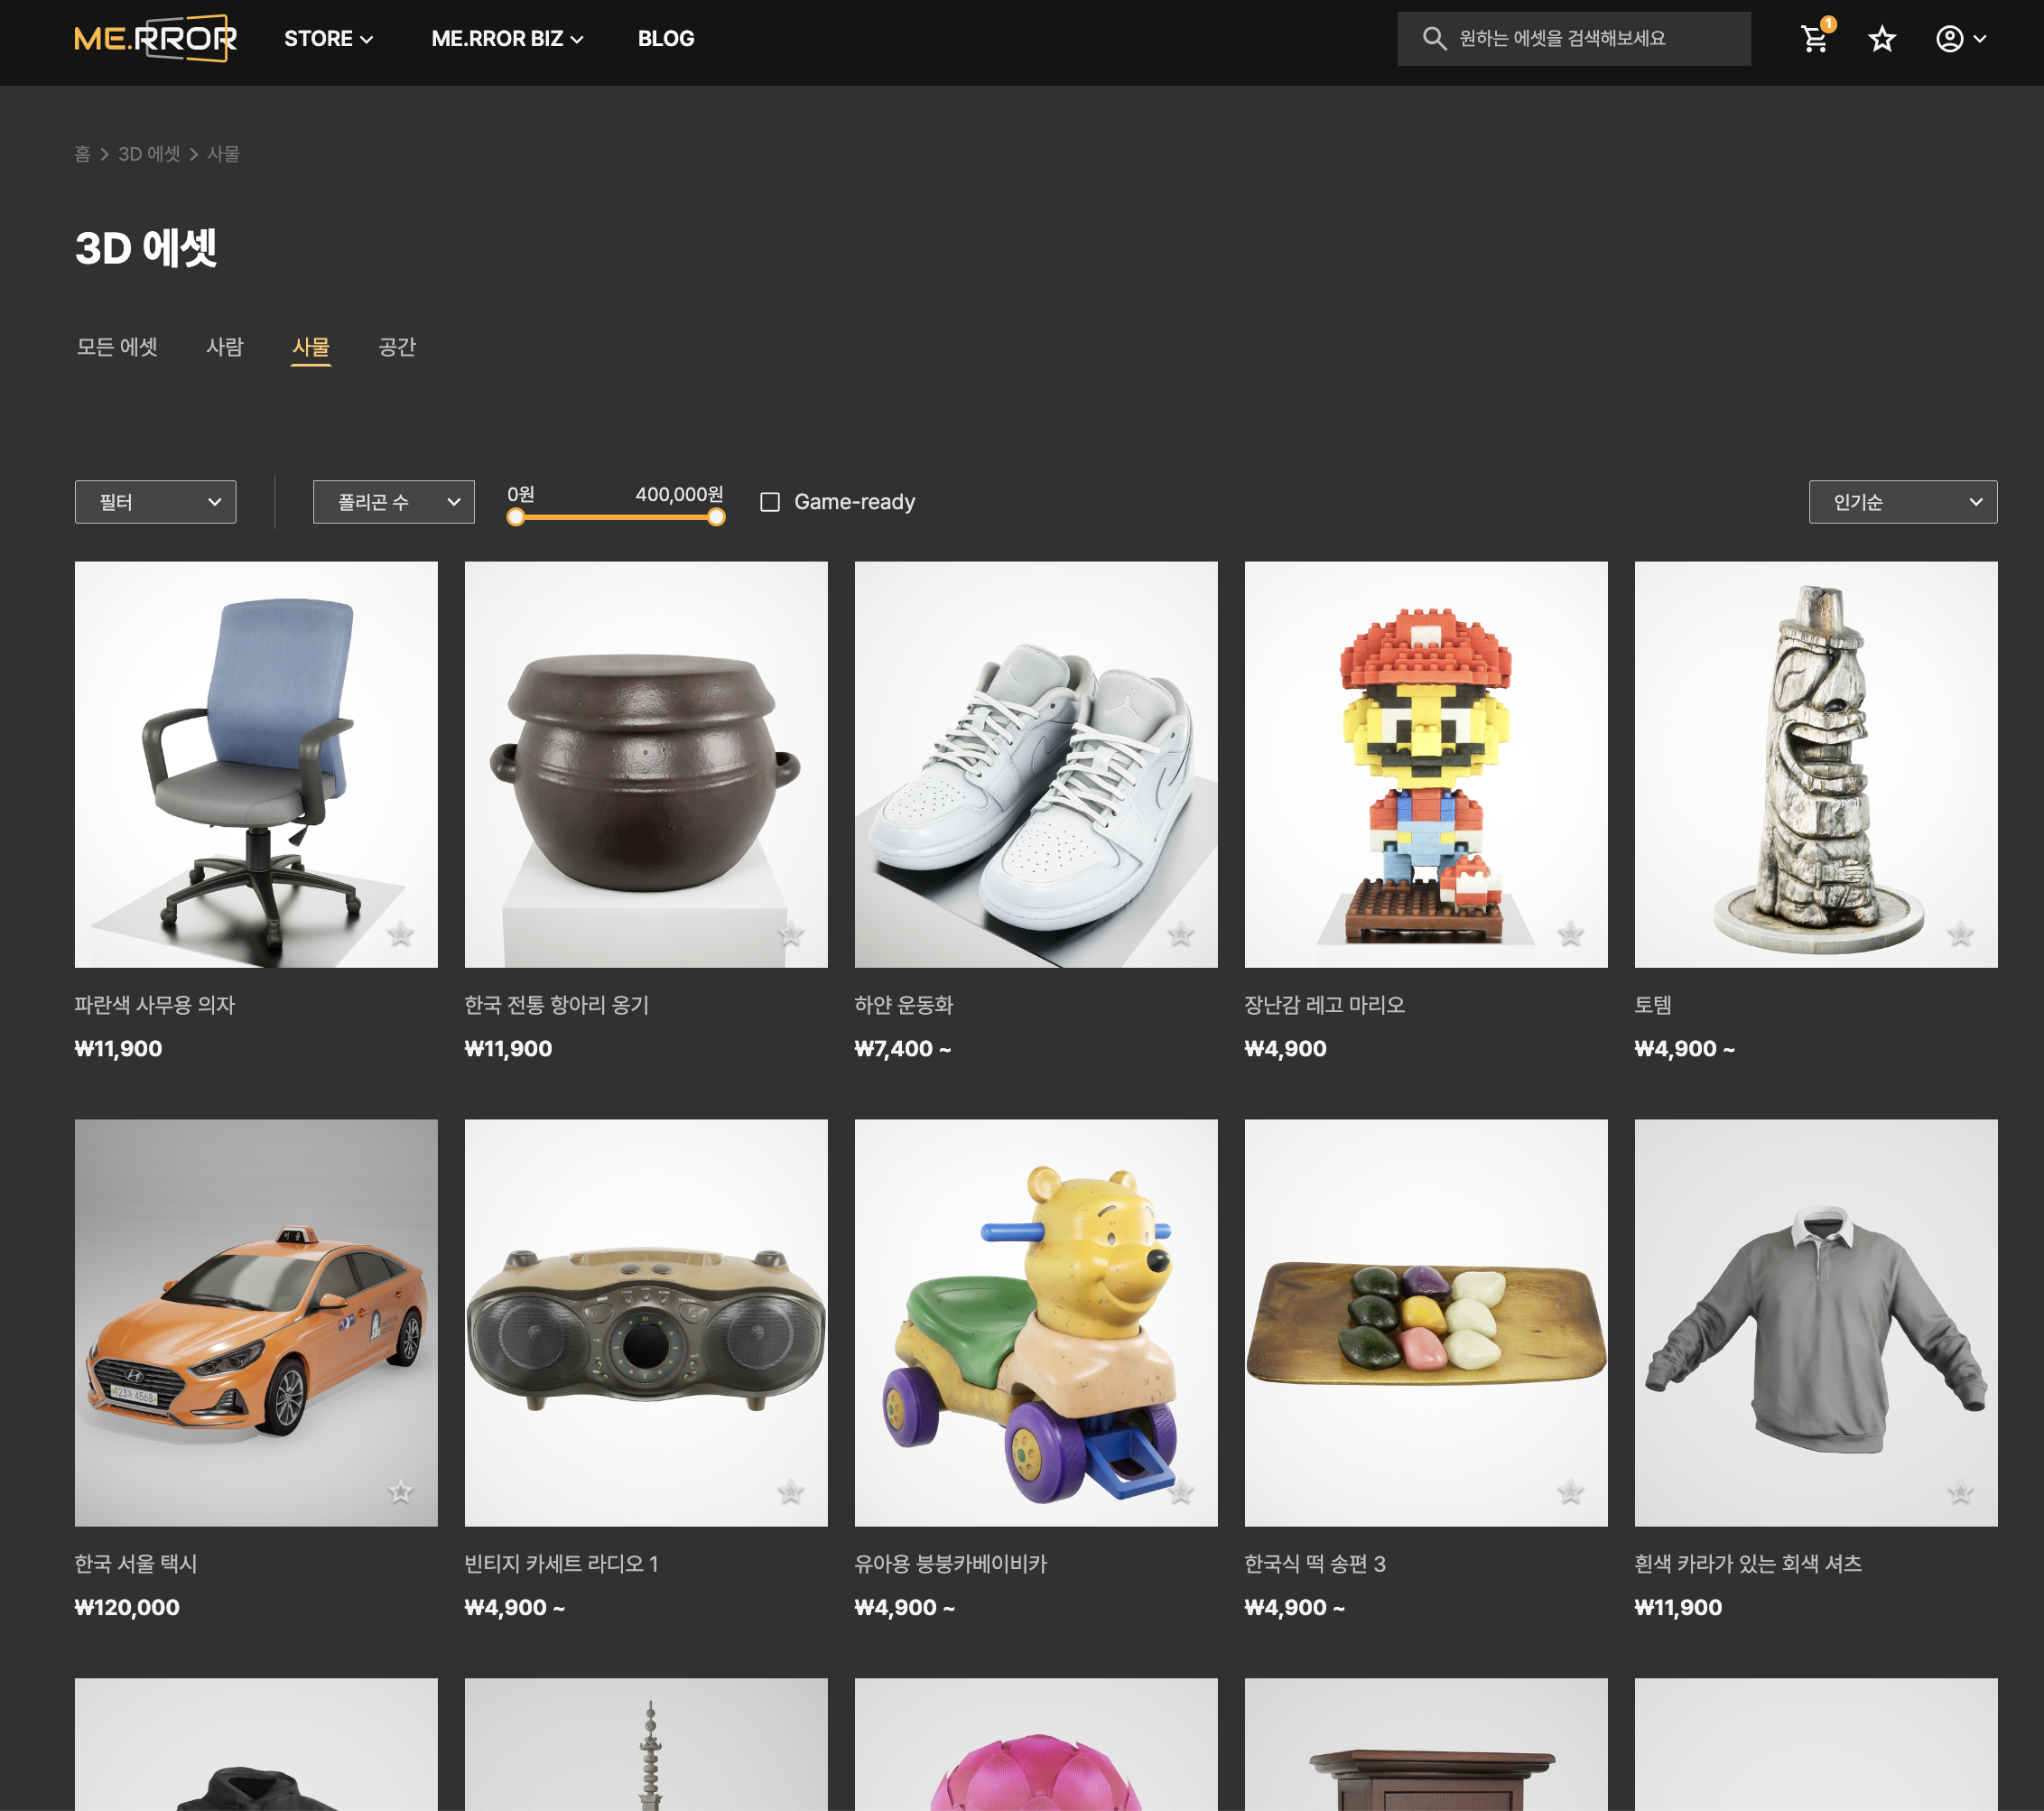 ME.RROR
STORE
ME.RROR BIZ
BLOG
원하는 에셋을 검색해보세요
1
홈 > 3D 에셋 > 사물
3D 에셋
모든 에셋
사람
사물
공간
필터
폴리곤 수
0원
400,000원
Game-ready
인기순
파란색 사무용 의자
₩11,900
한국 전통 항아리 옹기
₩11,900
하얀 운동화
₩7,400 ~
장난감 레고 마리오
₩4,900
토템
₩4,900 ~
서울
123가 4568
한국 서울 택시
₩120,000
빈티지 카세트 라디오 1
₩4,900 ~
유아용 붕붕카베이비카
₩4,900 ~
한국식 떡 송편 3
₩4,900 ~
흰색 카라가 있는 회색 셔츠
₩11,900